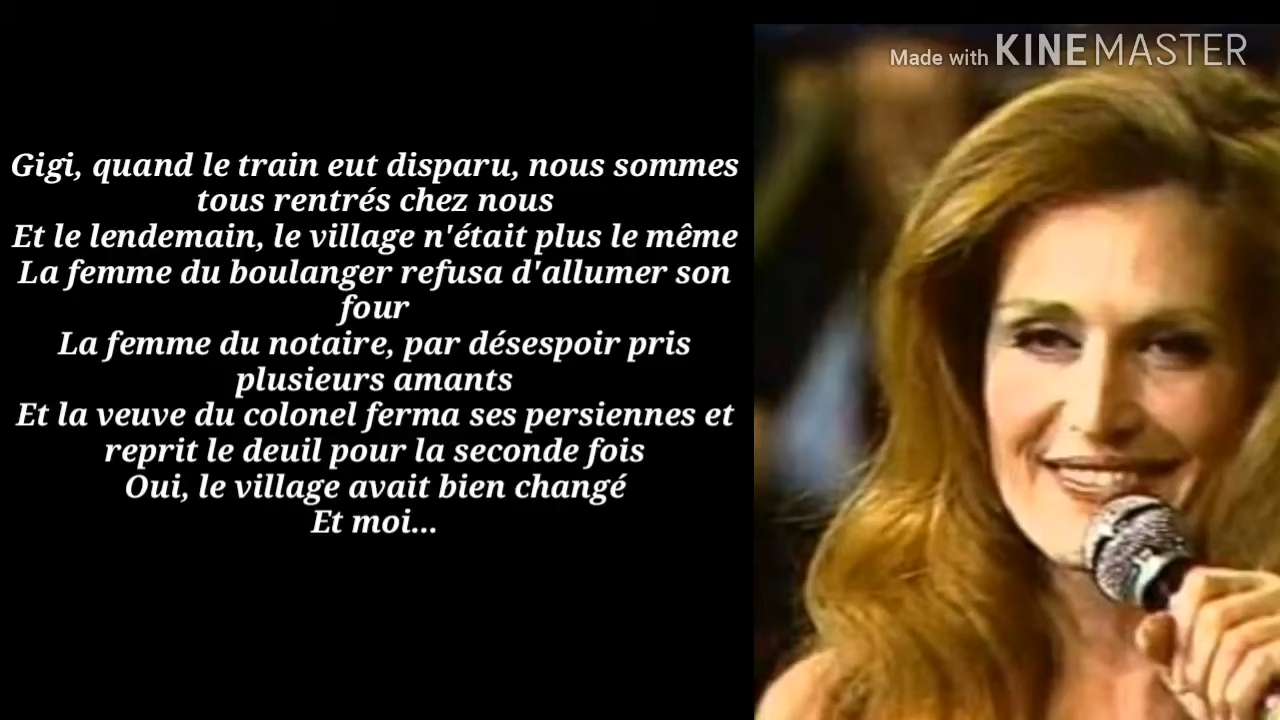 Made with KINEMASTER
Gigi, quand le train eut disparu, nous sommes
tous rentrés chez nous
Et le lendemain, le village n'était plus le même
La femme du boulanger refusa d'allumer son
four
La femme du notaire, par désespoir pris
plusieurs amants
Et la veuve du colonel ferma ses persiennes et
reprit le deuil pour la seconde fois
Oui, le village avait bien changé
Et moi...